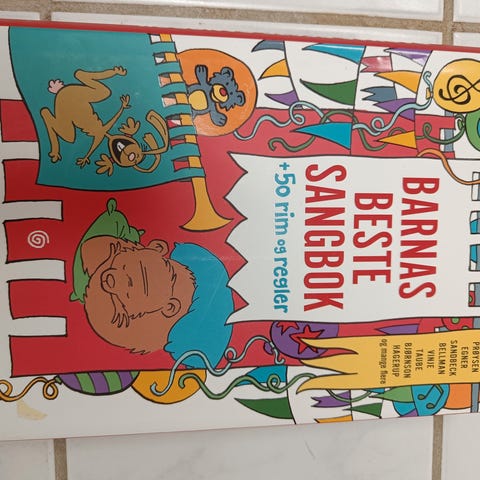 BARNAS
BESTE
SANGBOK
+50 rim og regler
PRØYSEN
EGNER
SANDBECK
BELLMAN
VINJE
TAUBE
BJØRNSON
HAGERUP
og mange flere